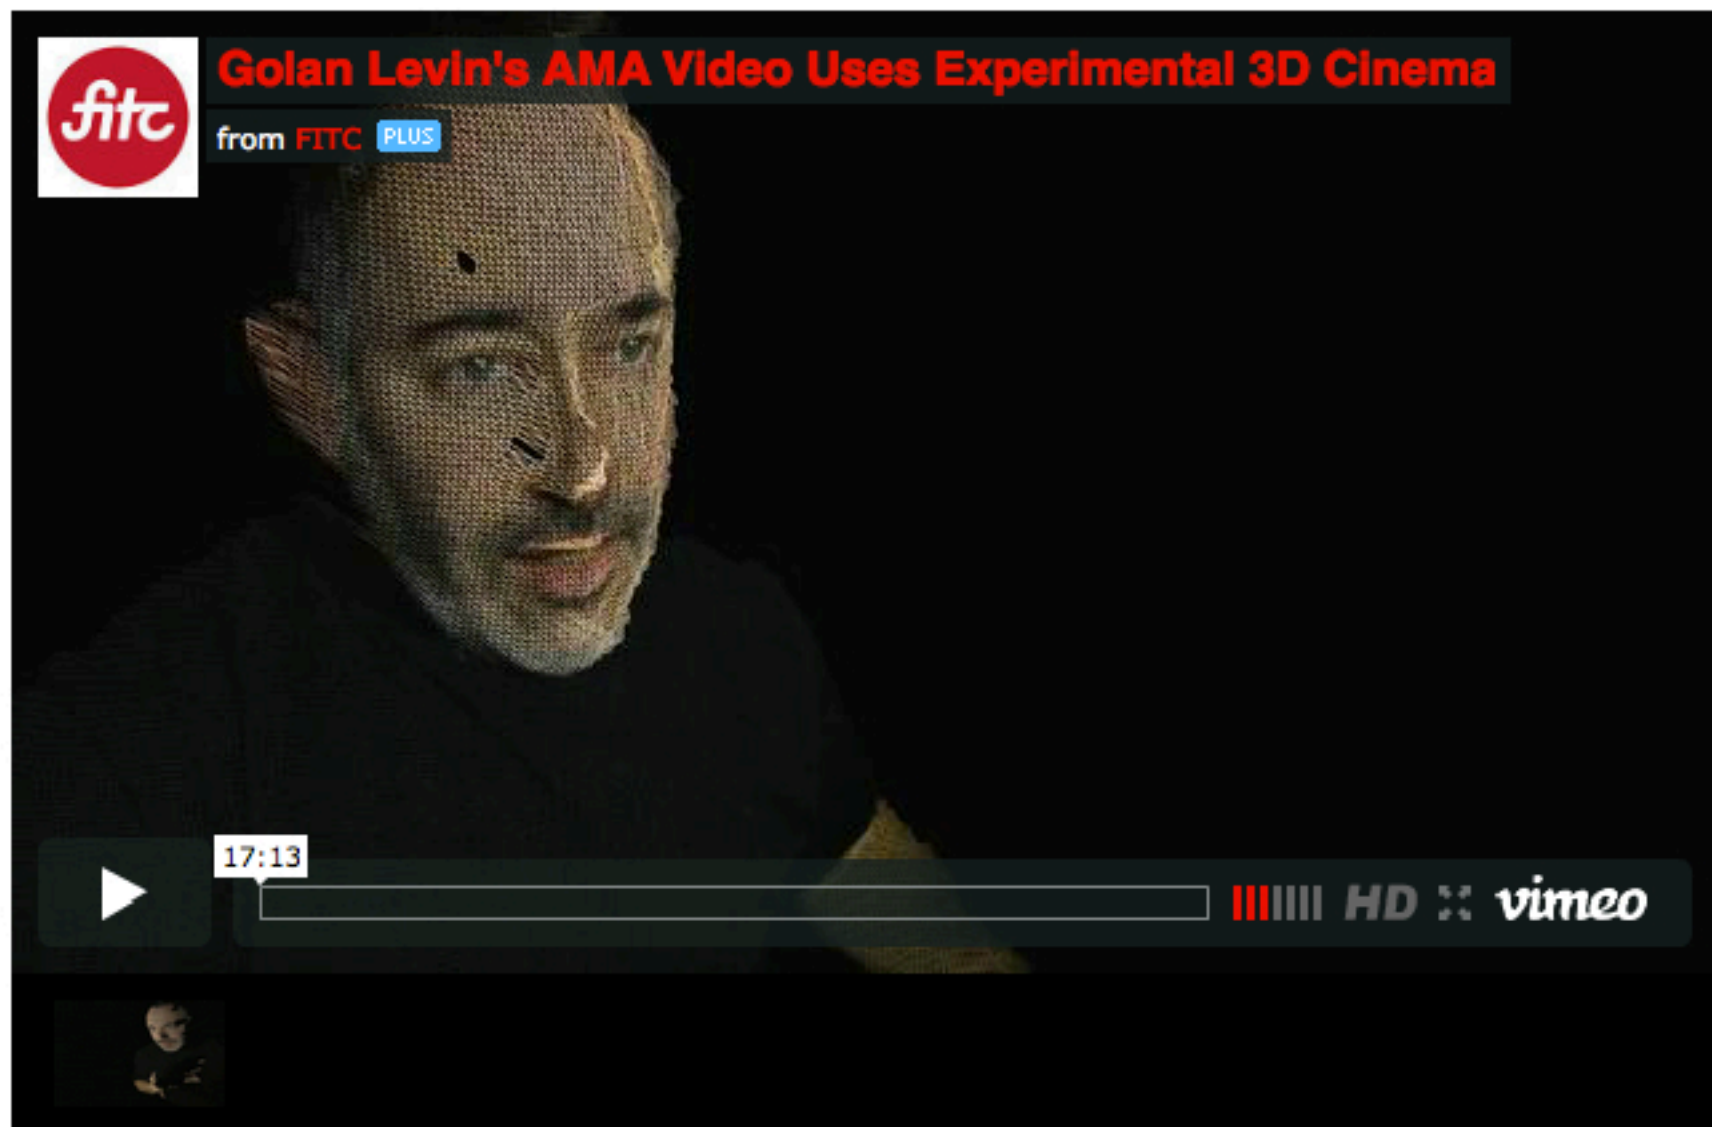 fitc
Golan Levin's AMA Video Uses Experimental 3D Cinema
from FITC PLUS
17:13
HD vimeo